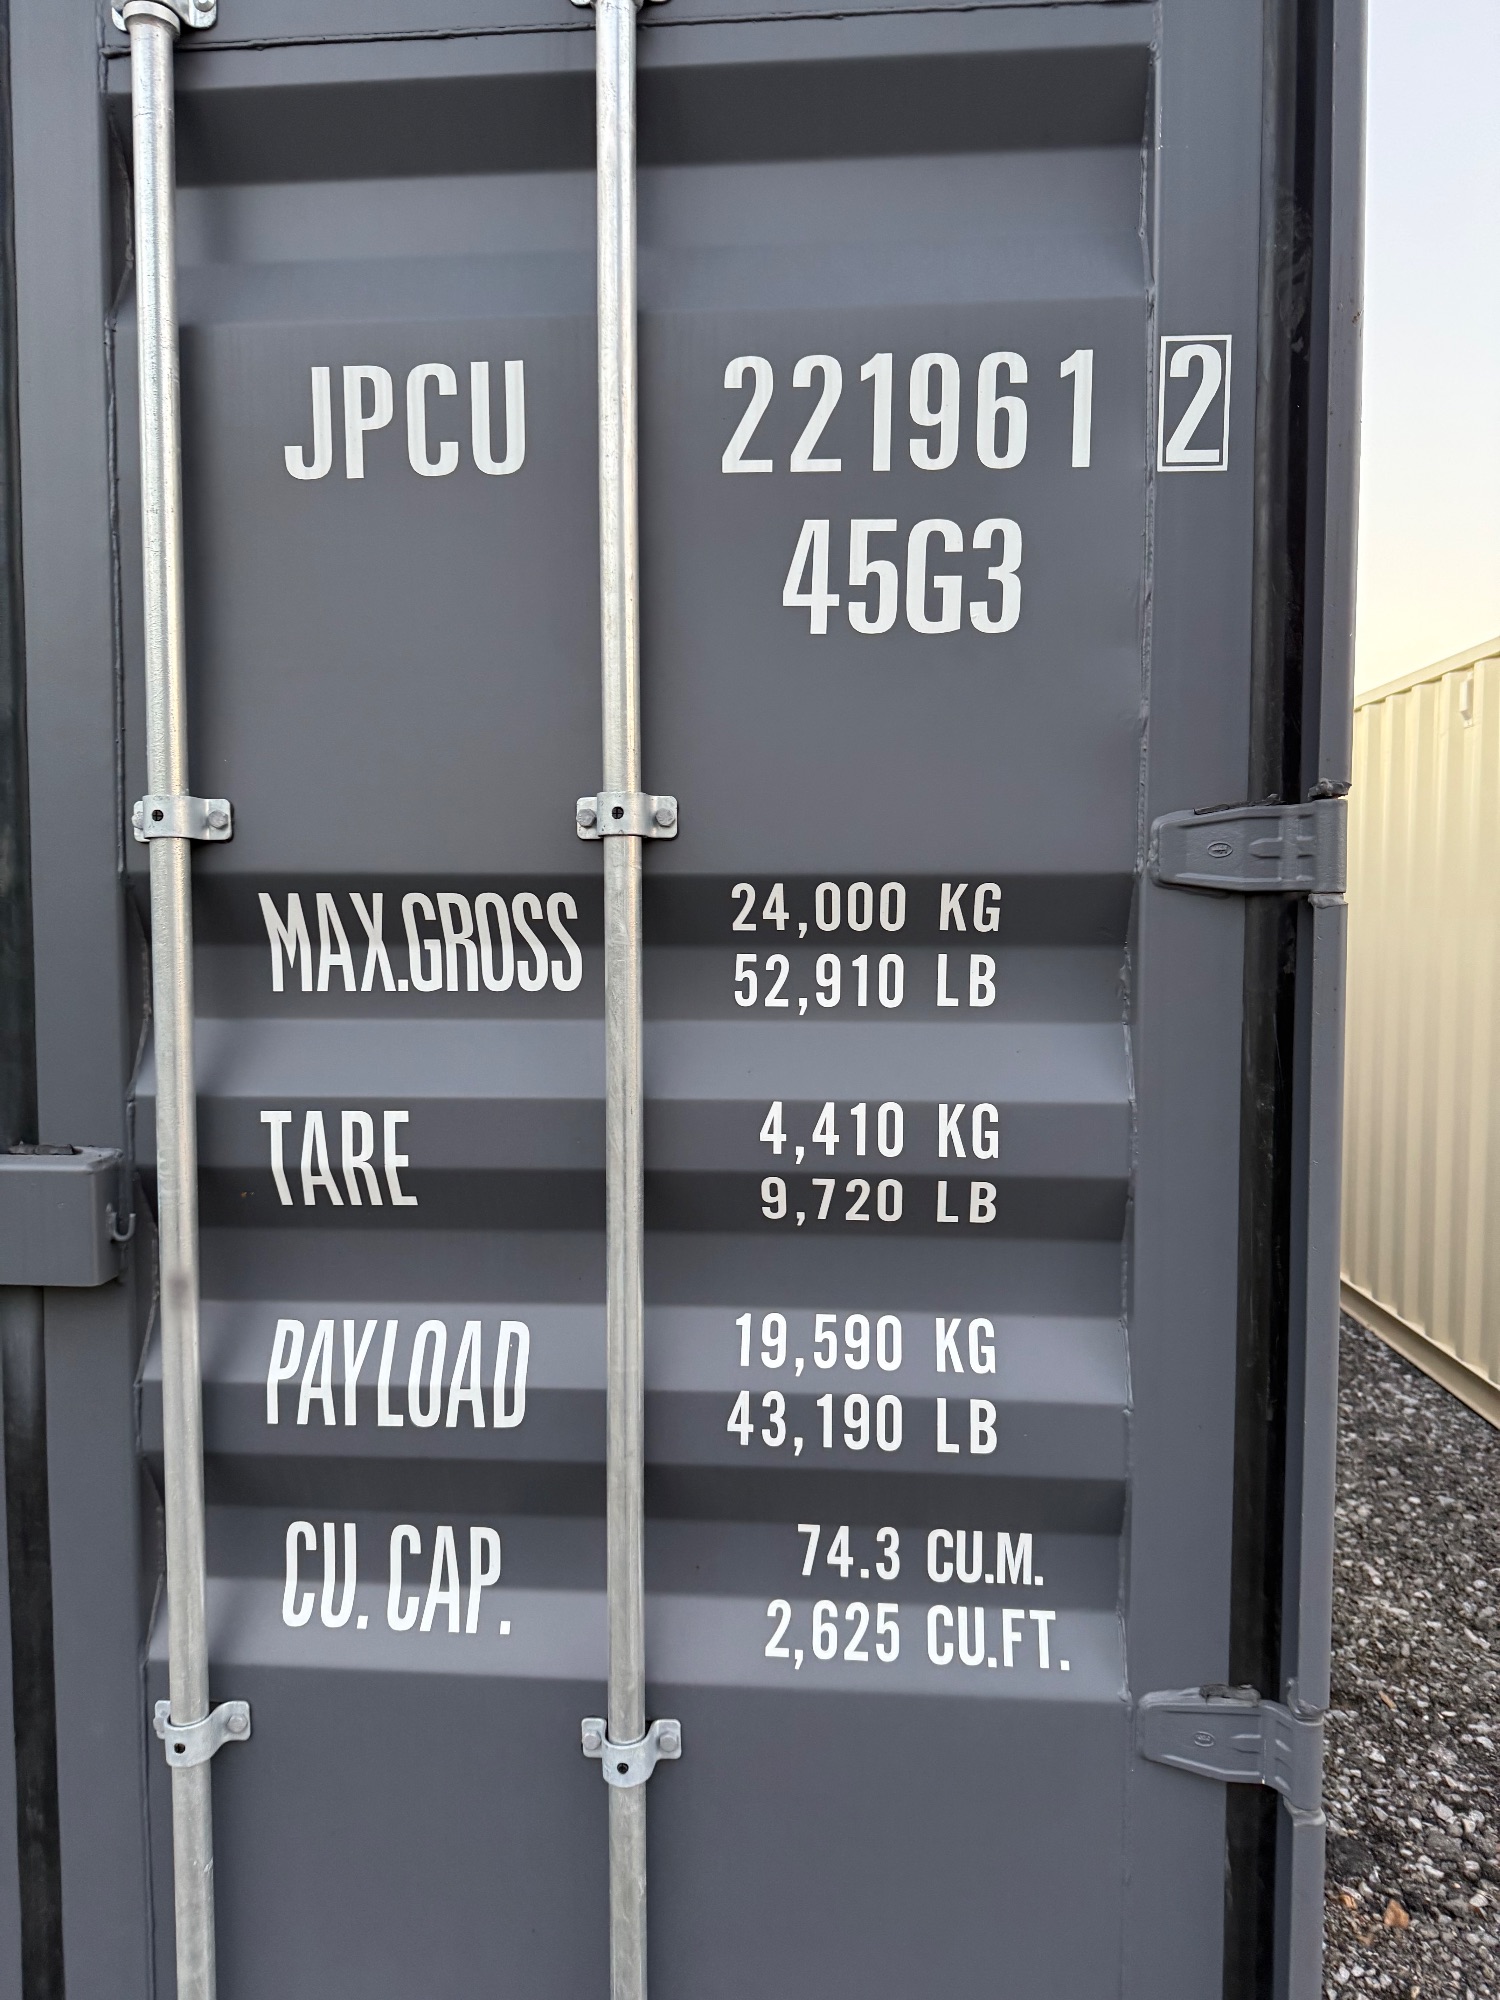 JPCU 221961 2
45G3
MAX.GROSS 24,000 KG
52,910 LB
TARE 4,410 KG
9,720 LB
PAYLOAD 19,590 KG
43,190 LB
CU. CAP. 74.3 CU.M.
2,625 CU.FT.